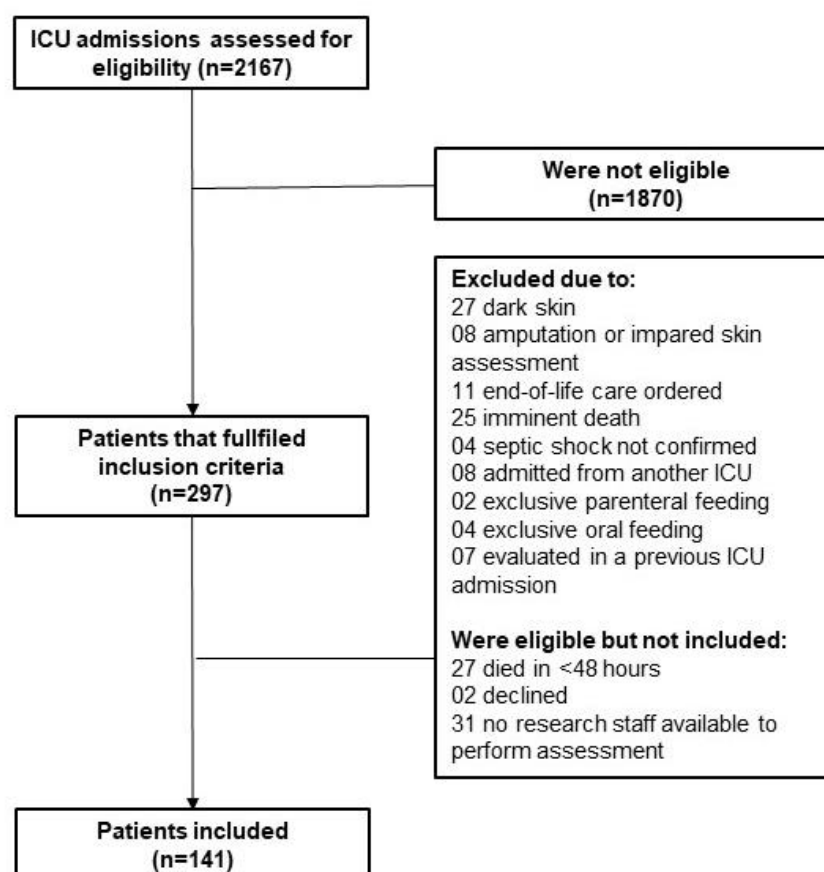 ICU admissions assessed for
eligibility (n=2167)
Were not eligible
(n=1870)
Excluded due to:
27 dark skin
08 amputation or impared skin
assessment
11 end-of-life care ordered
25 imminent death
04 septic shock not confirmed
08 admitted from another ICU
02 exclusive parenteral feeding
04 exclusive oral feeding
07 evaluated in a previous ICU
admission
Were eligible but not included:
27 died in <48 hours
02 declined
31 no research staff available to
perform assessment
Patients that fullfiled
inclusion criteria
(n=297)
Patients included
(n=141)